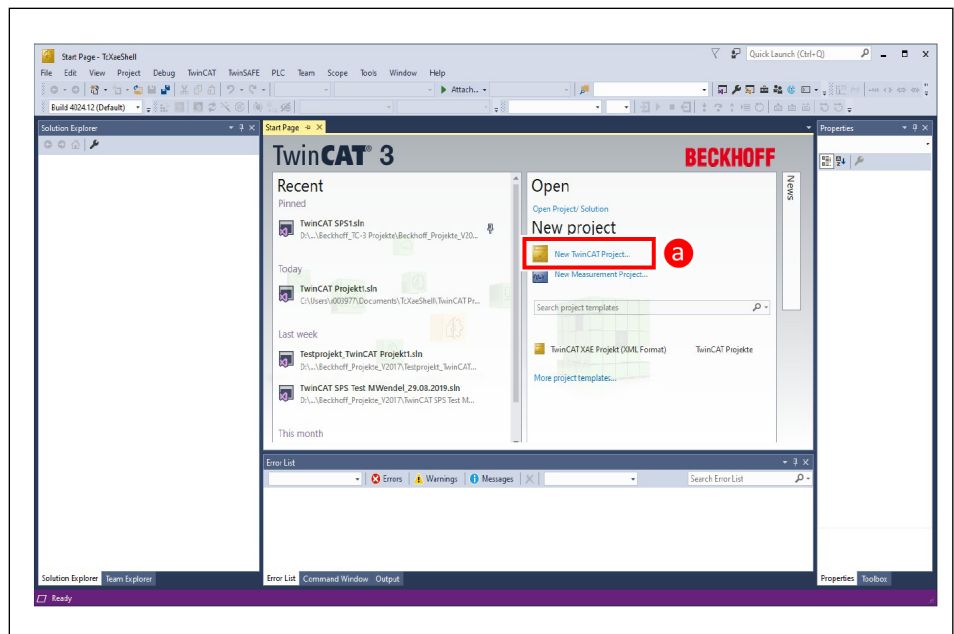 Start Page - TcXaeShell
Quick Launch (Ctrl+Q)
File Edit View Project Debug TwinCAT TwinSAFE PLC Team Scope Tools Window Help
Attach...
Build 4024.12 (Default)
Solution Explorer
Start Page
Properties
TwinCAT® 3
BECKHOFF
Recent
Pinned
TwinCAT SPS1.sln
D:\...\Beckhoff_TC-3 Projekte\Beckhoff_Projekte_V20...
Today
TwinCAT Projekt1.sln
C:\Users\i003977\Documents\TcXaeShell\TwinCAT Pr...
Last week
Testprojekt_TwinCAT Projekt1.sln
D:\...\Beckhoff_Projekte_V2017\Testprojekt_TwinCAT...
TwinCAT SPS Test MWendel_29.08.2019.sln
D:\...\Beckhoff_Projekte_V2017\TwinCAT SPS Test M...
This month
Open
Open Project/ Solution
New project
New TwinCAT Project...
a
New Measurement Project...
Search project templates
TwinCAT XAE Projekt (XML Format) TwinCAT Projekte
More project templates...
News
Error List
Errors Warnings Messages
Search Error List
Solution Explorer Team Explorer
Error List Command Window Output
Properties Toolbox
Ready